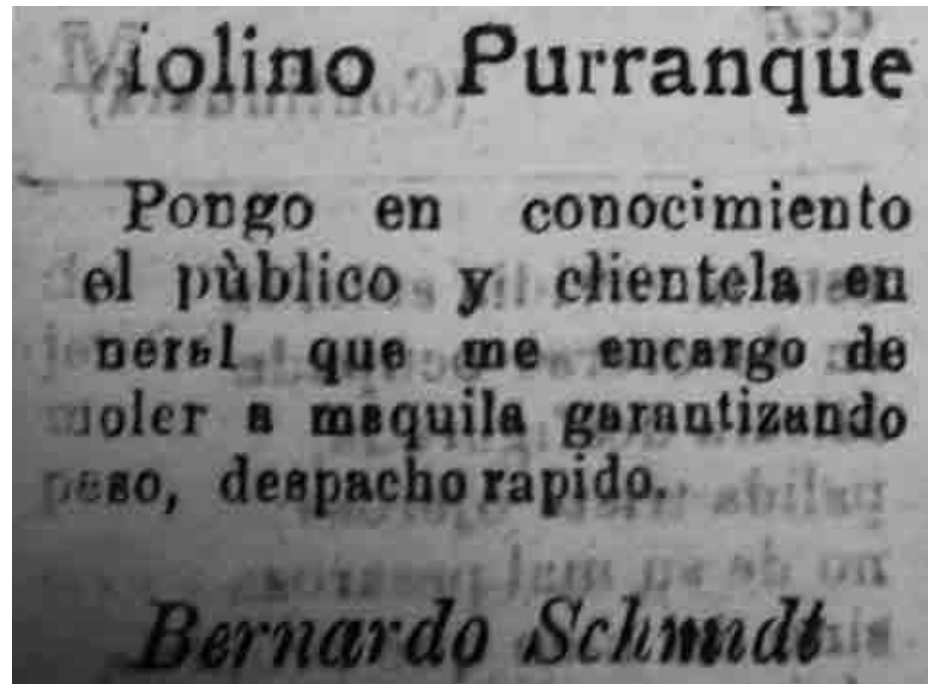 Molino Purranque
Pongo en conocimiento
el pùblico y clientela en
neral que me encargo de
moler a maquila garantizando
peso, despacho rapido.
Bernardo Schmidt